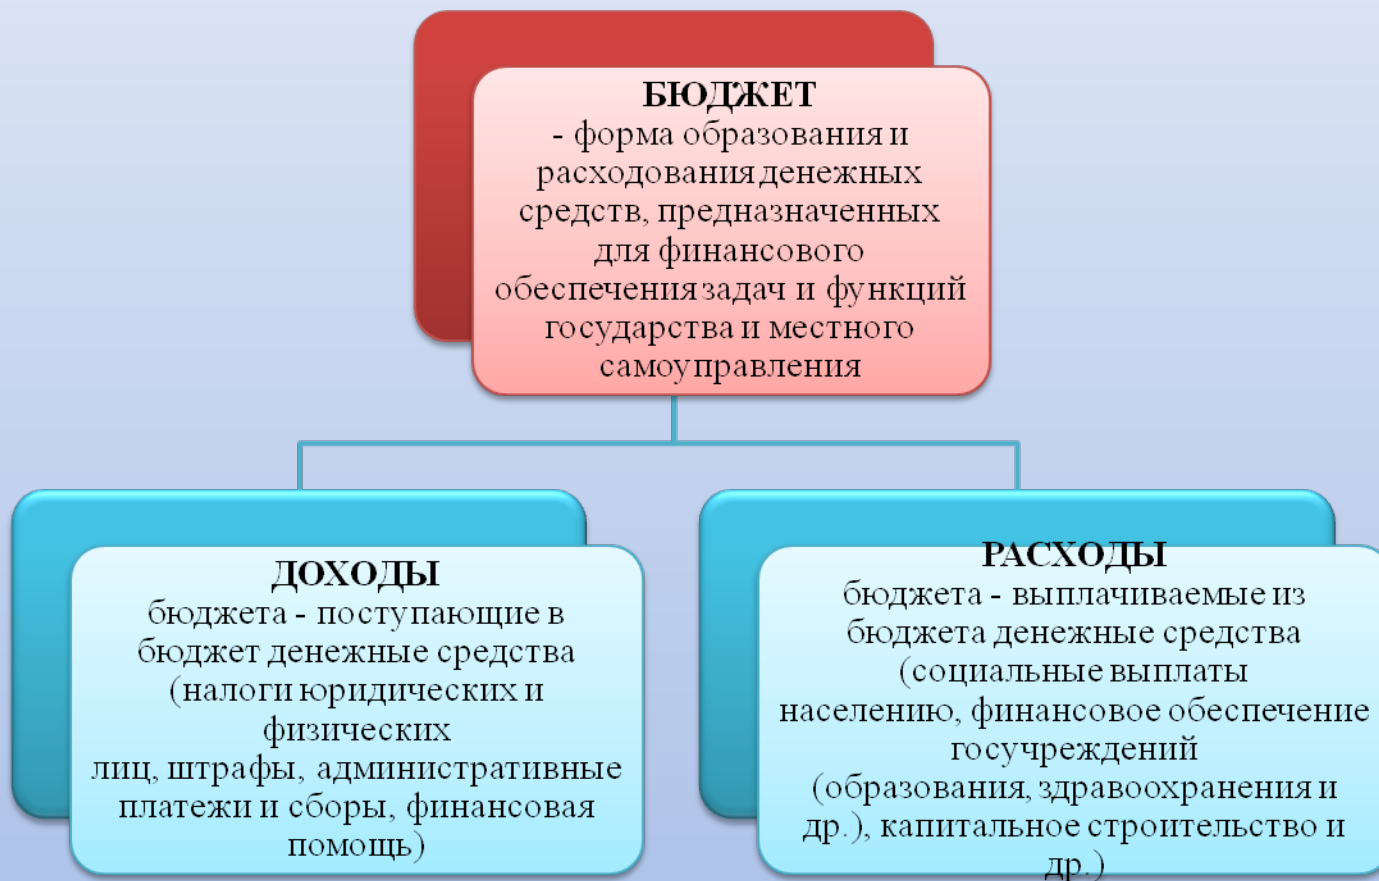 БЮДЖЕТ
- форма образования и
расходования денежных
средств, предназначенных
для финансового
обеспечения задач и функций
государства и местного
самоуправления
ДОХОДЫ
бюджета - поступающие в
бюджет денежные средства
(налоги юридических и
физических
лиц, штрафы, административные
платежи и сборы, финансовая
помощь)
РАСХОДЫ
бюджета - выплачиваемые из
бюджета денежные средства
(социальные выплаты
населению, финансовое обеспечение
госучреждений
(образования, здравоохранения и
др.), капитальное строительство и
др.)